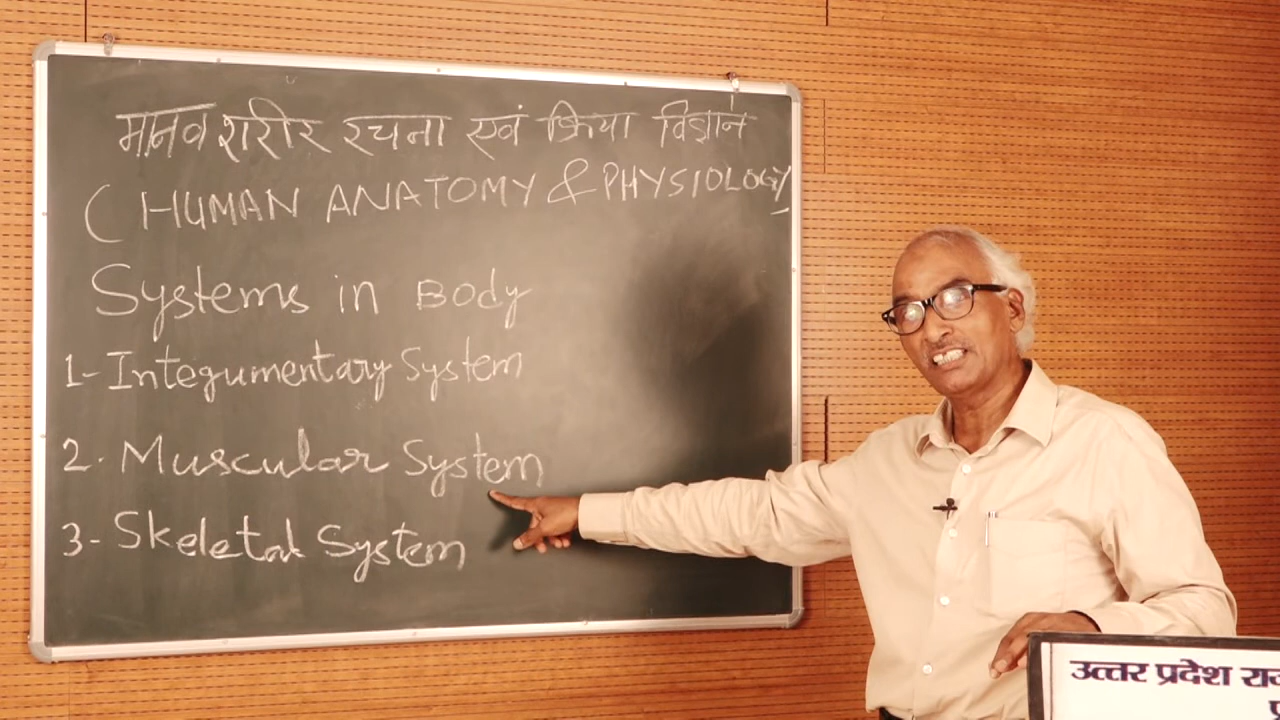 मानव शरीर रचना एवं क्रिया विज्ञान
( HUMAN ANATOMY & PHYSIOLOGY)
Systems in Body
1- Integumentary System
2. Muscular System
3- Skeletal System
उत्तर प्रदेश